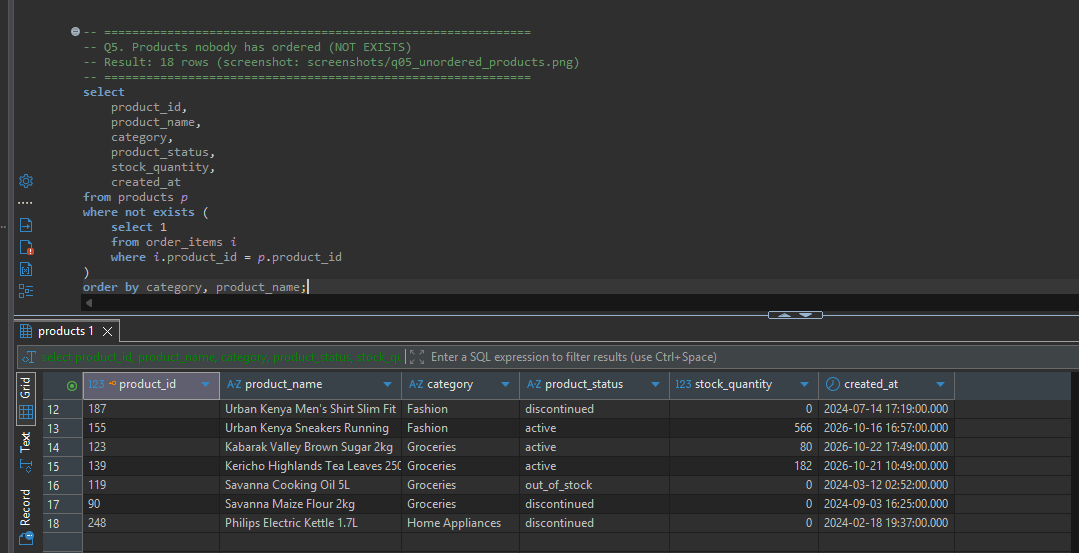 -- =============================================================
-- Q5. Products nobody has ordered (NOT EXISTS)
-- Result: 18 rows (screenshot: screenshots/q05_unordered_products.png)
-- =============================================================
select
    product_id,
    product_name,
    category,
    product_status,
    stock_quantity,
    created_at
from products p
where not exists (
    select 1
    from order_items i
    where i.product_id = p.product_id
)
order by category, product_name;
products 1
select product_id, product_name, category, product_status, stock_qu
Enter a SQL expression to filter results (use Ctrl+Space)
Grid
Text
Record
123 product_id A-Z product_name A-Z category A-Z product_status 123 stock_quantity created_at
12 187 Urban Kenya Men's Shirt Slim Fit Fashion discontinued 0 2024-07-14 17:19:00.000
13 155 Urban Kenya Sneakers Running Fashion active 566 2026-10-16 16:57:00.000
14 123 Kabarak Valley Brown Sugar 2kg Groceries active 80 2026-10-22 17:49:00.000
15 139 Kericho Highlands Tea Leaves 250 Groceries active 182 2026-10-21 10:49:00.000
16 119 Savanna Cooking Oil 5L Groceries out_of_stock 0 2024-03-12 02:52:00.000
17 90 Savanna Maize Flour 2kg Groceries discontinued 0 2024-09-03 16:25:00.000
18 248 Philips Electric Kettle 1.7L Home Appliances discontinued 0 2024-02-18 19:37:00.000